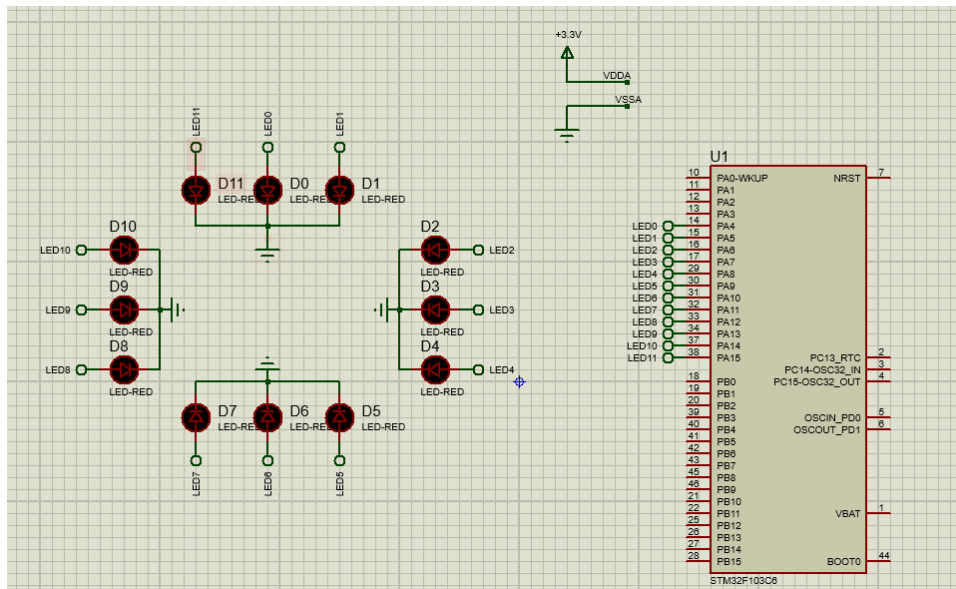 +3.3V
VDDA
VSSA
LED11
LED0
LED1
D11
LED-RE
D0
LED-RE
D1
LED-RED
D10
LED10
LED-RED
D9
LED9
LED-RED
D8
LED8
LED-RED
D2
LED2
LED-RED
D3
LED3
LED-RED
D4
LED4
LED-RED
D7
LED-RE
D6
LED-RE
D5
LED-RED
LED7
LED6
LED5
U1
10 PA0-WKUP NRST 7
11 PA1
12 PA2
13 PA3
LED0 14 PA4
LED1 15 PA5
LED2 16 PA6
LED3 17 PA7
LED4 29 PA8
LED5 30 PA9
LED6 31 PA10
LED7 32 PA11
LED8 33 PA12
LED9 34 PA13
LED10 37 PA14
LED11 38 PA15 PC13_RTC 2
PC14-OSC32_IN 3
18 PB0 PC15-OSC32_OUT 4
19 PB1
20 PB2
39 PB3 OSCIN_PD0 5
40 PB4 OSCOUT_PD1 6
41 PB5
42 PB6
43 PB7
45 PB8
46 PB9
21 PB10
22 PB11 VBAT 1
25 PB12
26 PB13
27 PB14
28 PB15 BOOT0 44
STM32F103C6